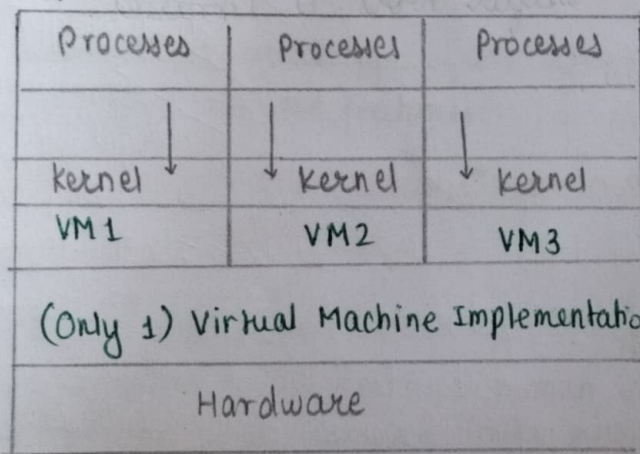 Processes Processes Processes
Kernel Kernel Kernel
VM1 VM2 VM3
(Only 1) Virtual Machine Implementatio
Hardware